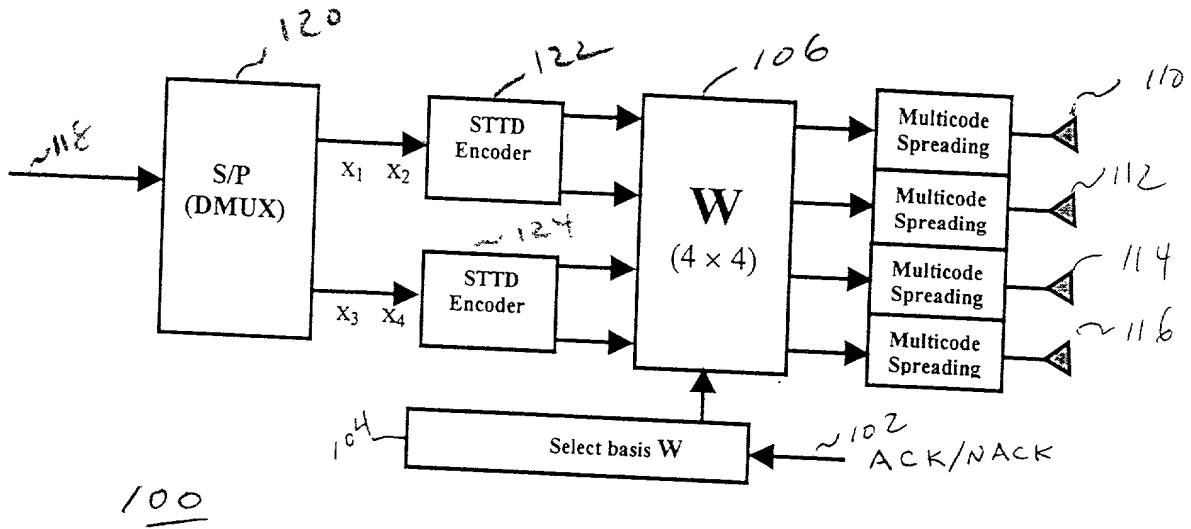 120
122
106
110
118
S/P
(DMUX)
X1 X2
STTD
Encoder
W
(4 × 4)
Multicode
Spreading
Multicode
Spreading
112
124
X3 X4
STTD
Encoder
Multicode
Spreading
114
Multicode
Spreading
116
104
Select basis W
102
ACK/NACK
100